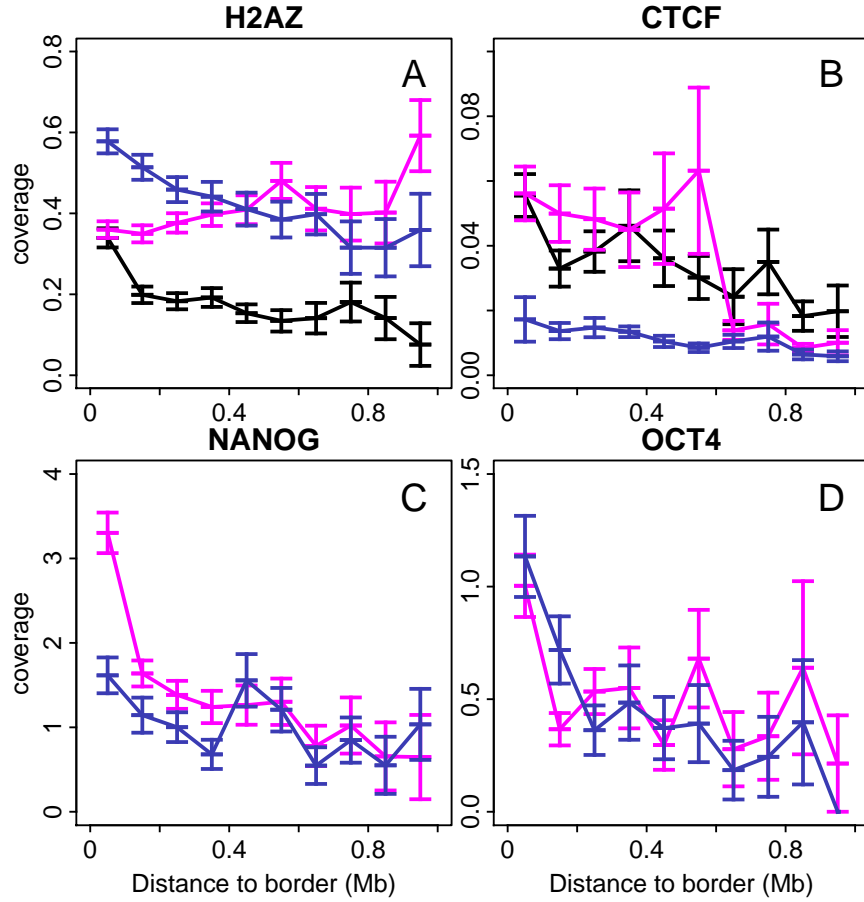 H2AZ
CTCF
A
B
coverage
0.0 0.2 0.4 0.6 0.8
0.00 0.04 0.08
0 0.4 0.8
0 0.4 0.8
NANOG
OCT4
C
D
coverage
0 1 2 3 4
0.0 0.5 1.0 1.5
0 0.4 0.8
0 0.4 0.8
Distance to border (Mb)
Distance to border (Mb)